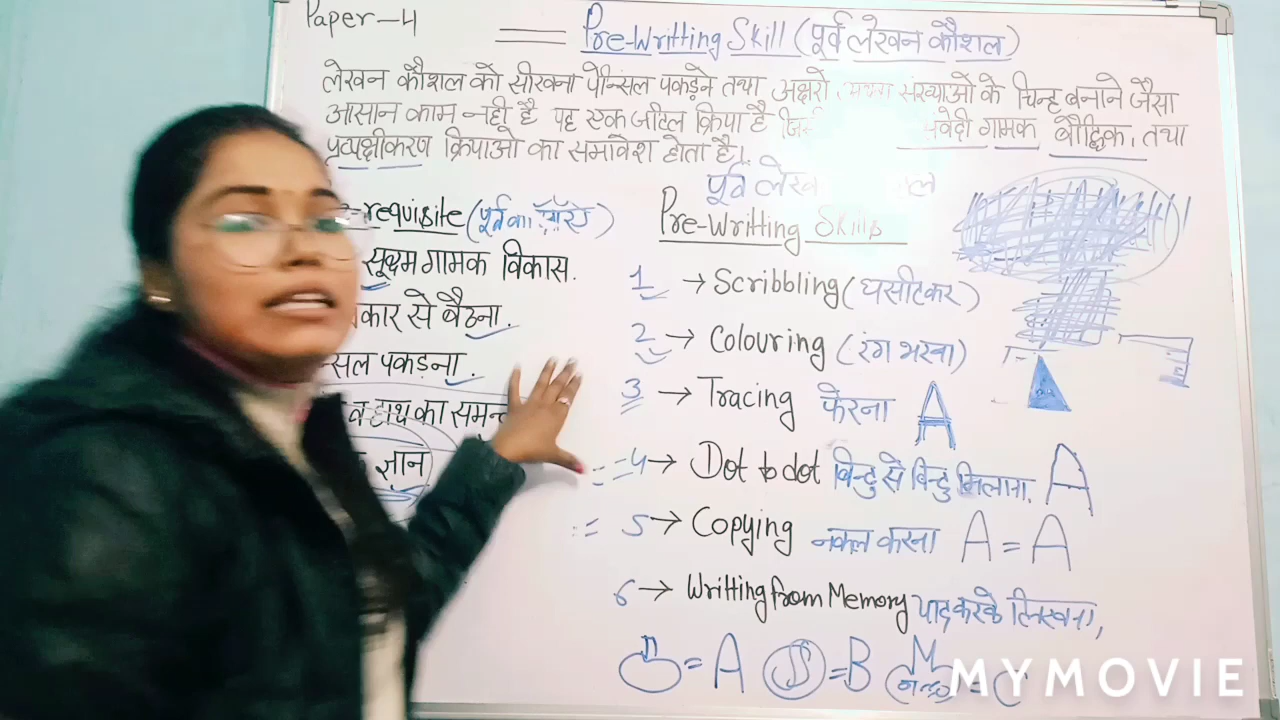 Paper-4
Pre-Writting Skill (पूर्व लेखन कौशल)
लेखन कौशल को सीखना पेन्सिल पकड़ने तथा अक्षरो संख्याओ के चिन्ह बनाने जैसा
आसान काम नही है यह एक जटिल क्रिया है गामक बौद्धिक, तथा
प्रत्यक्षीकरण क्रियाओ का समावेश होता है।
पूर्व लेख
requisite (पूर्व
Pre-Writting Skills
सूक्ष्म गामक विकास.
1 → Scribbling (घसीटकर)
कार से बैठना.
2 → Colouring (रंग भरना)
सल पकड़ना.
3 → Tracing फेरना A
व हाथ का समन
4 → Dot to dot बिन्दु से बिन्दु मिलाना. A
ज्ञान
5 → Copying नकल करना A = A
6 → Writting from Memory याद करके लिखना,
= A = B
MYMOVIE